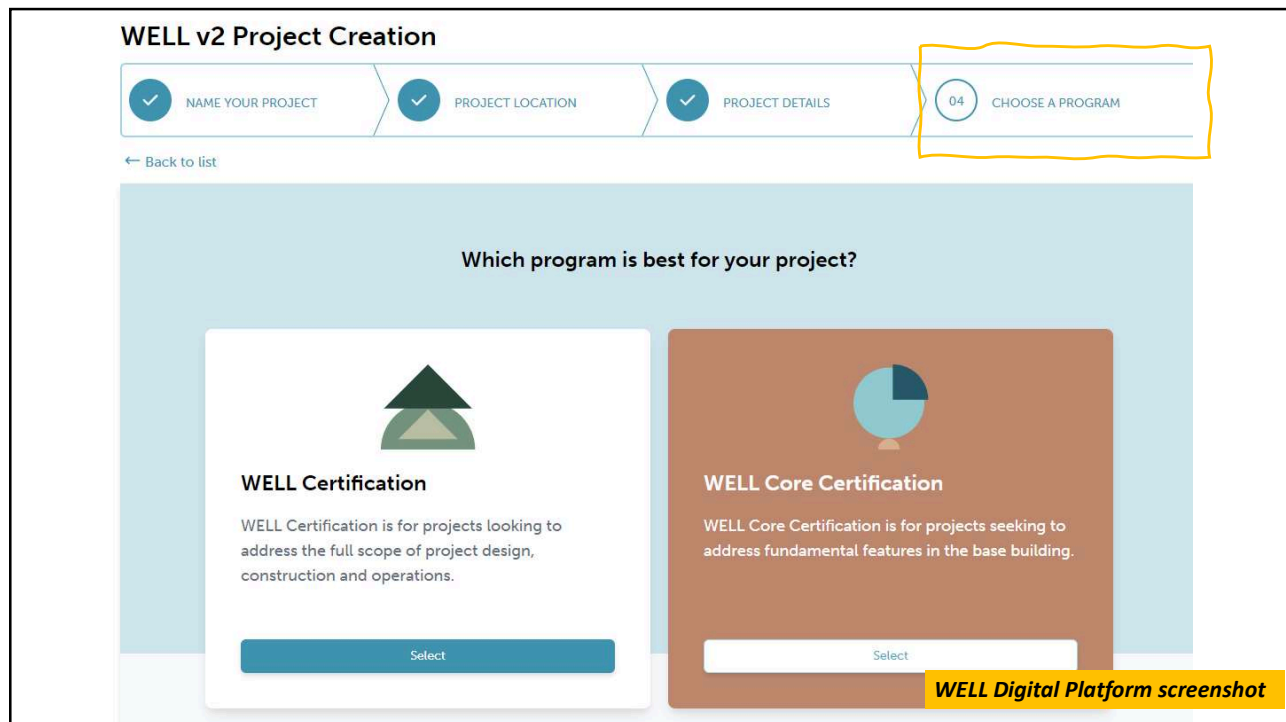 WELL v2 Project Creation
NAME YOUR PROJECT
PROJECT LOCATION
PROJECT DETAILS
04 CHOOSE A PROGRAM
← Back to list
Which program is best for your project?
WELL Certification
WELL Certification is for projects looking to
address the full scope of project design,
construction and operations.
Select
WELL Core Certification
WELL Core Certification is for projects seeking to
address fundamental features in the base building.
Select
WELL Digital Platform screenshot